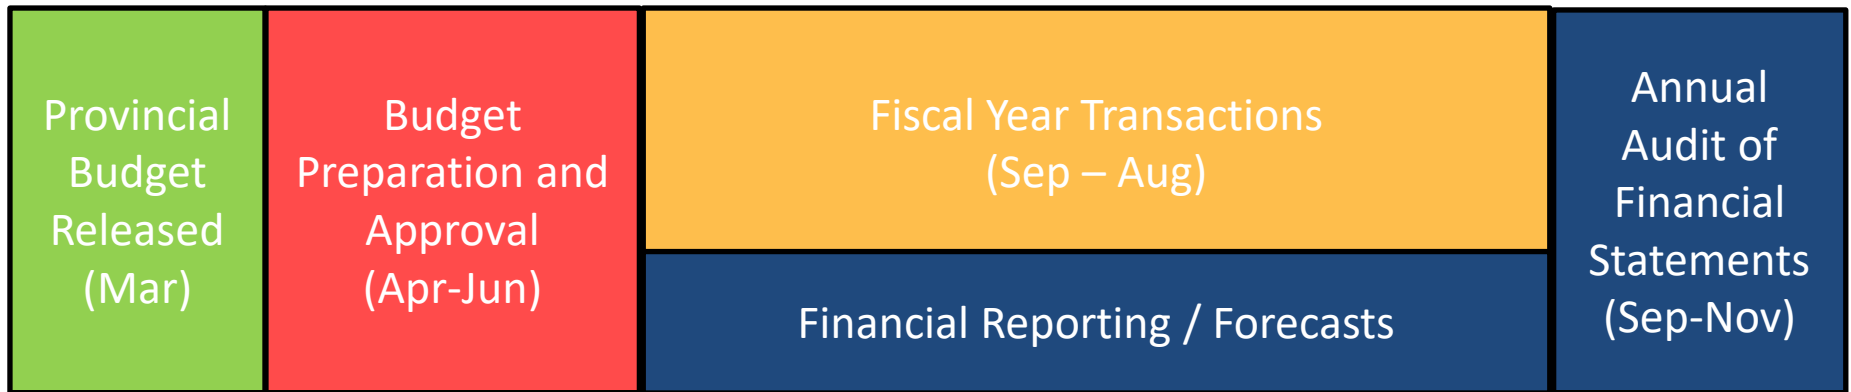 Provincial
Budget
Released
(Mar)
Budget
Preparation and
Approval
(Apr-Jun)
Fiscal Year Transactions
(Sep – Aug)
Financial Reporting / Forecasts
Annual
Audit of
Financial
Statements
(Sep-Nov)